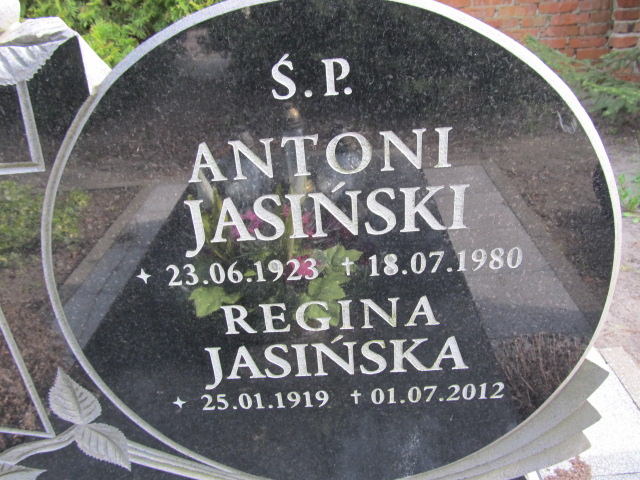 Ś.P.
ANTONI
JASIŃSKI
✦ 23.06.1923 ✝ 18.07.1980
REGINA
JASIŃSKA
✦ 25.01.1919 ✝ 01.07.2012